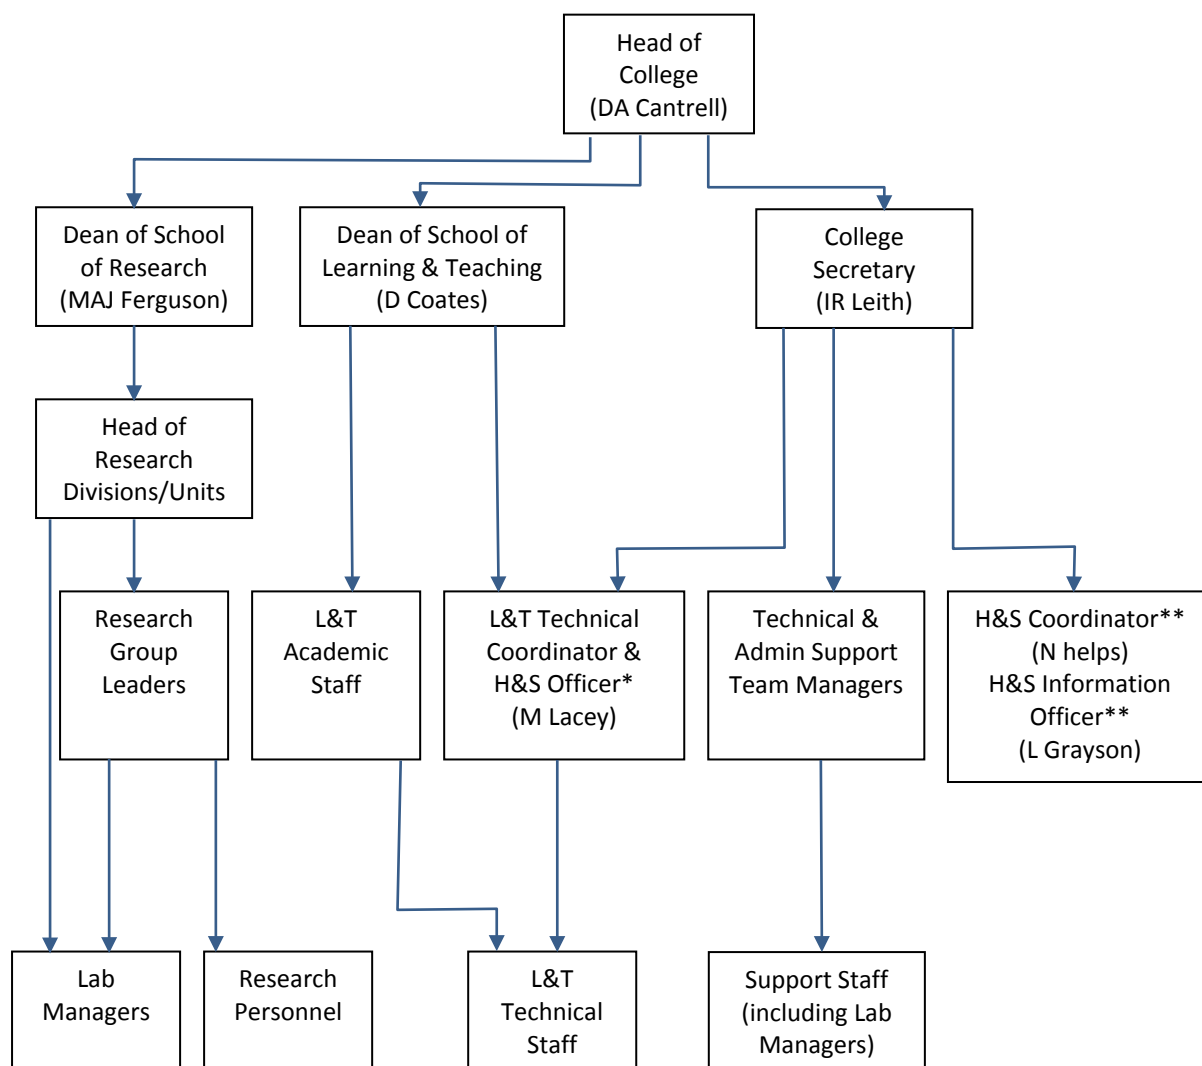 Head of
College
(DA Cantrell)
Dean of School
of Research
(MAJ Ferguson)
Dean of School of
Learning & Teaching
(D Coates)
College
Secretary
(IR Leith)
Head of
Research
Divisions/Units
Research
Group
Leaders
L&T
Academic
Staff
L&T Technical
Coordinator &
H&S Officer*
(M Lacey)
Technical &
Admin Support
Team Managers
H&S Coordinator**
(N helps)
H&S Information
Officer**
(L Grayson)
Lab
Managers
Research
Personnel
L&T
Technical
Staff
Support Staff
(including Lab
Managers)